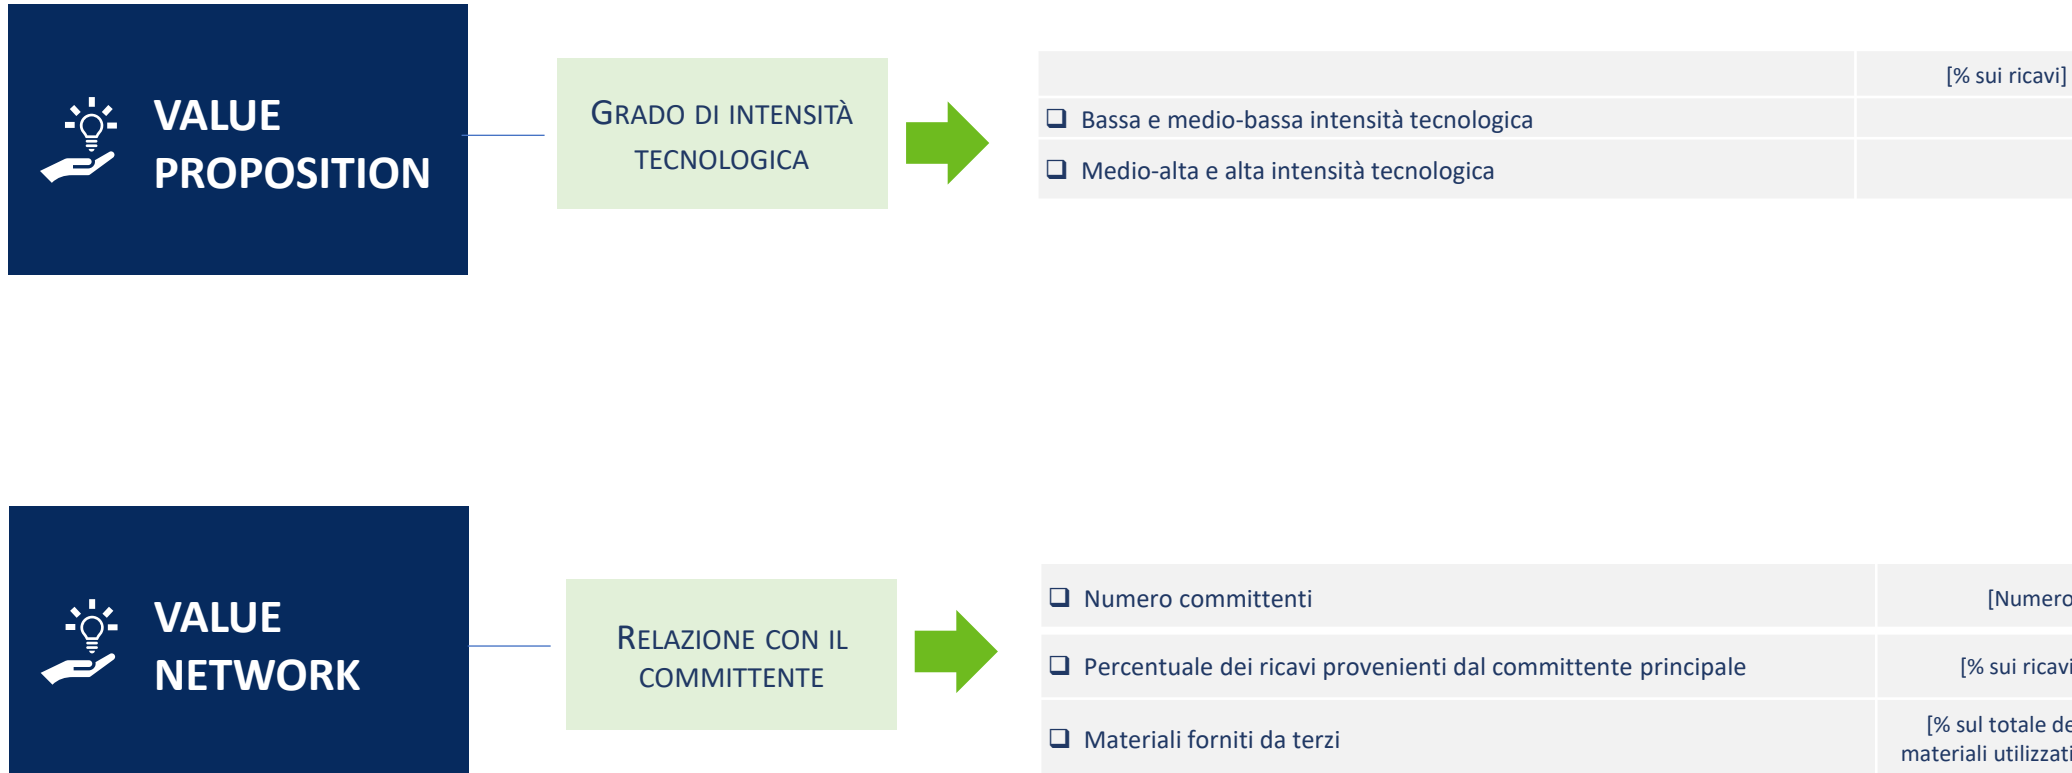 VALUE
PROPOSITION
GRADO DI INTENSITÀ
TECNOLOGICA
[% sui ricavi]
Bassa e medio-bassa intensità tecnologica
Medio-alta e alta intensità tecnologica
VALUE
NETWORK
RELAZIONE CON IL
COMMITTENTE
Numero committenti
[Numero
Percentuale dei ricavi provenienti dal committente principale
[% sui ricavi
Materiali forniti da terzi
[% sul totale de
materiali utilizzati